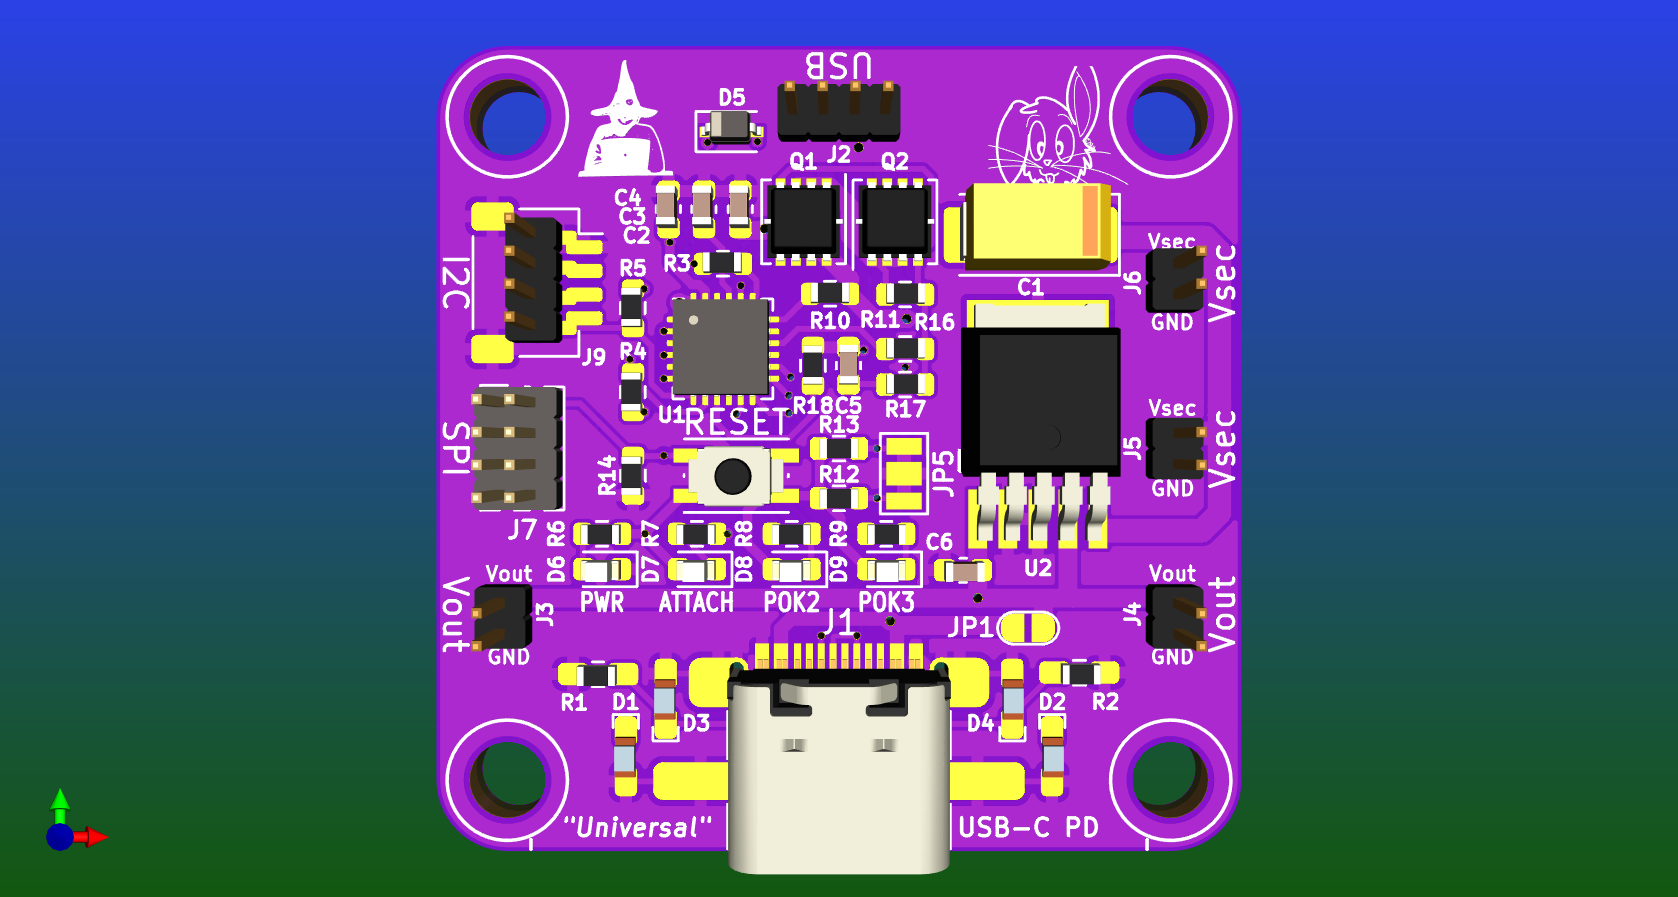 USB
D5
J2
Q1
Q2
C4
C3
C2
R3
R5
I2C
J9
R4
U1
R10
R11
R16
C1
Vsec
J6
Vsec
GND
R18
C5
R17
RESET
R13
R12
JP5
Vsec
J5
Vsec
GND
SPI
J7
R14
R6
R7
R8
R9
C6
U2
D6
D7
D8
D9
PWR
ATTACH
POK2
POK3
Vout
Vout
J3
GND
J1
JP1
Vout
J4
Vout
GND
R1
D1
D3
D4
D2
R2
"Universal"
USB-C PD